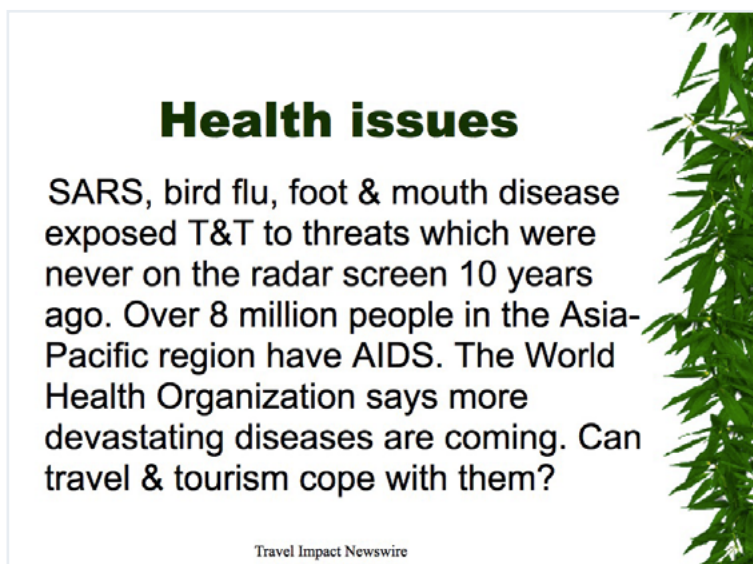 Health issues
SARS, bird flu, foot & mouth disease
exposed T&T to threats which were
never on the radar screen 10 years
ago. Over 8 million people in the Asia-
Pacific region have AIDS. The World
Health Organization says more
devastating diseases are coming. Can
travel & tourism cope with them?
Travel Impact Newswire